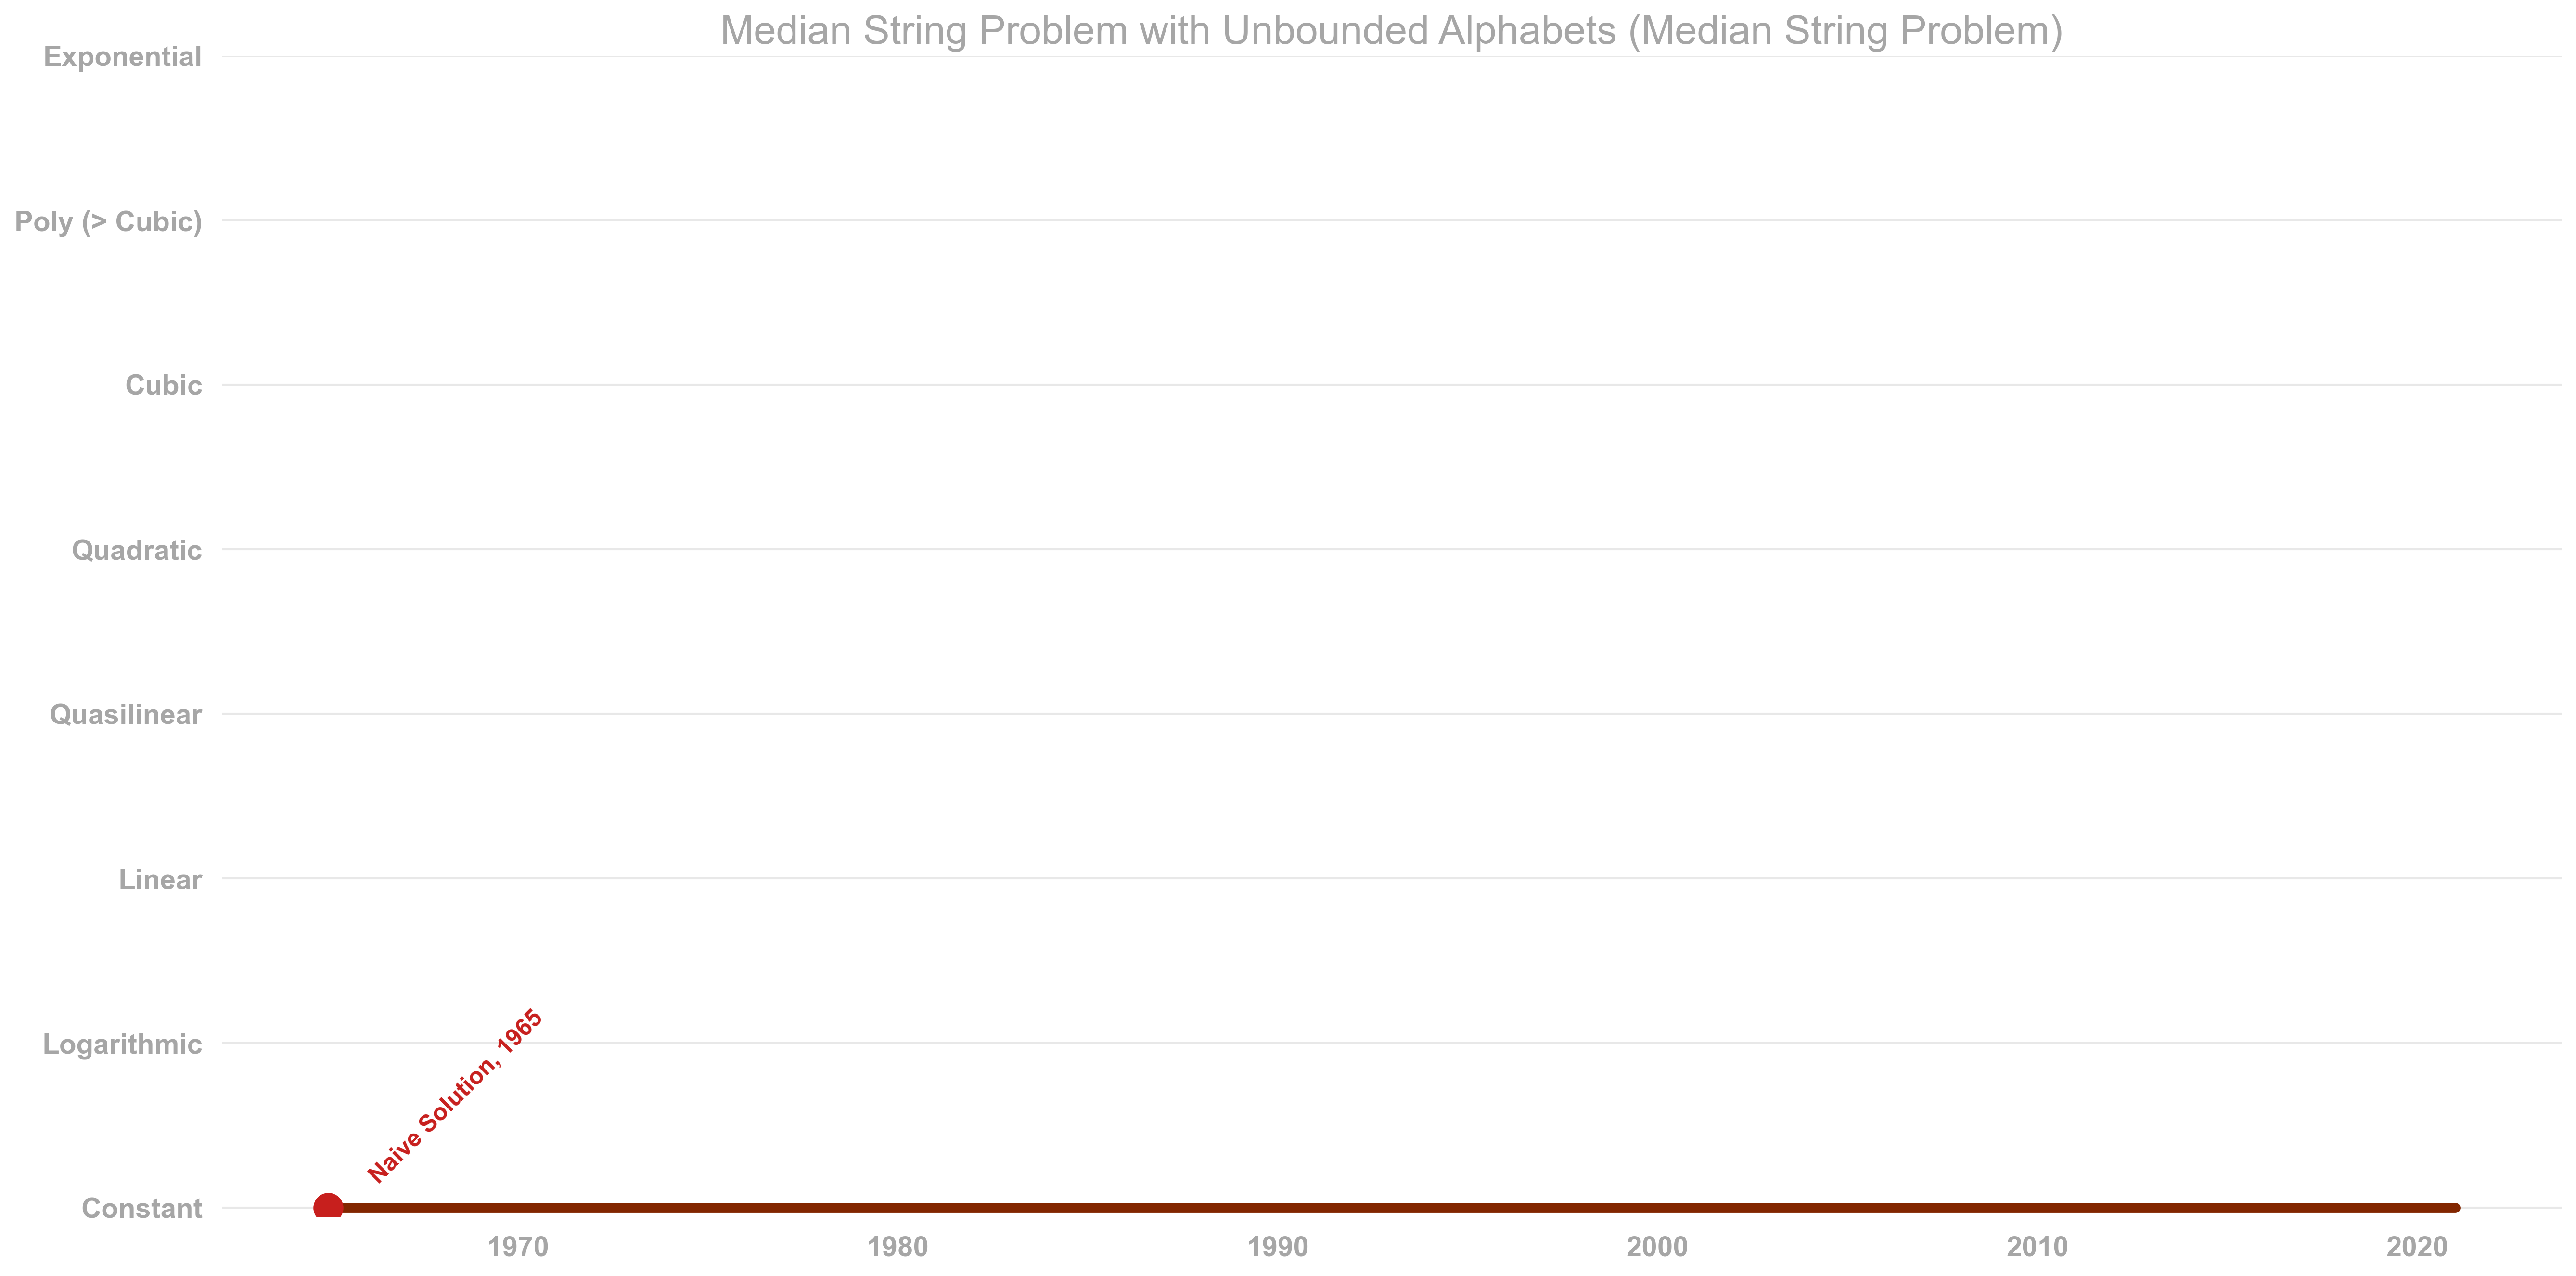 Median String Problem with Unbounded Alphabets (Median String Problem)
Exponential
Poly (> Cubic)
Cubic
Quadratic
Quasilinear
Linear
Logarithmic
Constant
Naive Solution, 1965
1970 1980 1990 2000 2010 2020